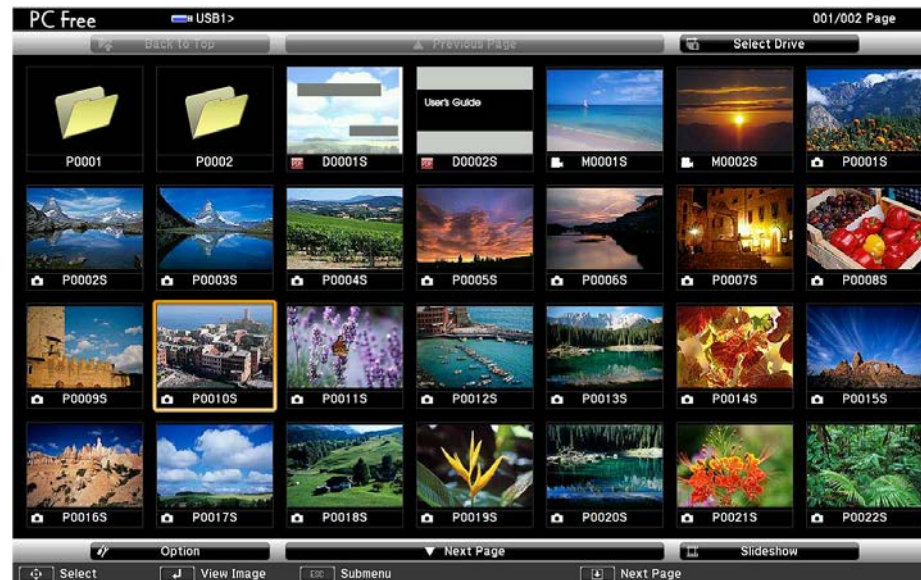 PC Free USB1> 001/002 Page
Back to Top Previous Page Select Drive
User's Guide
P0001 P0002 D0001S D0002S M0001S M0002S P0001S
P0002S P0003S P0004S P0005S P0006S P0007S P0008S
P0009S P0010S P0011S P0012S P0013S P0014S P0015S
P0016S P0017S P0018S P0019S P0020S P0021S P0022S
Option Next Page Slideshow
Select View Image ESC Submenu Next Page